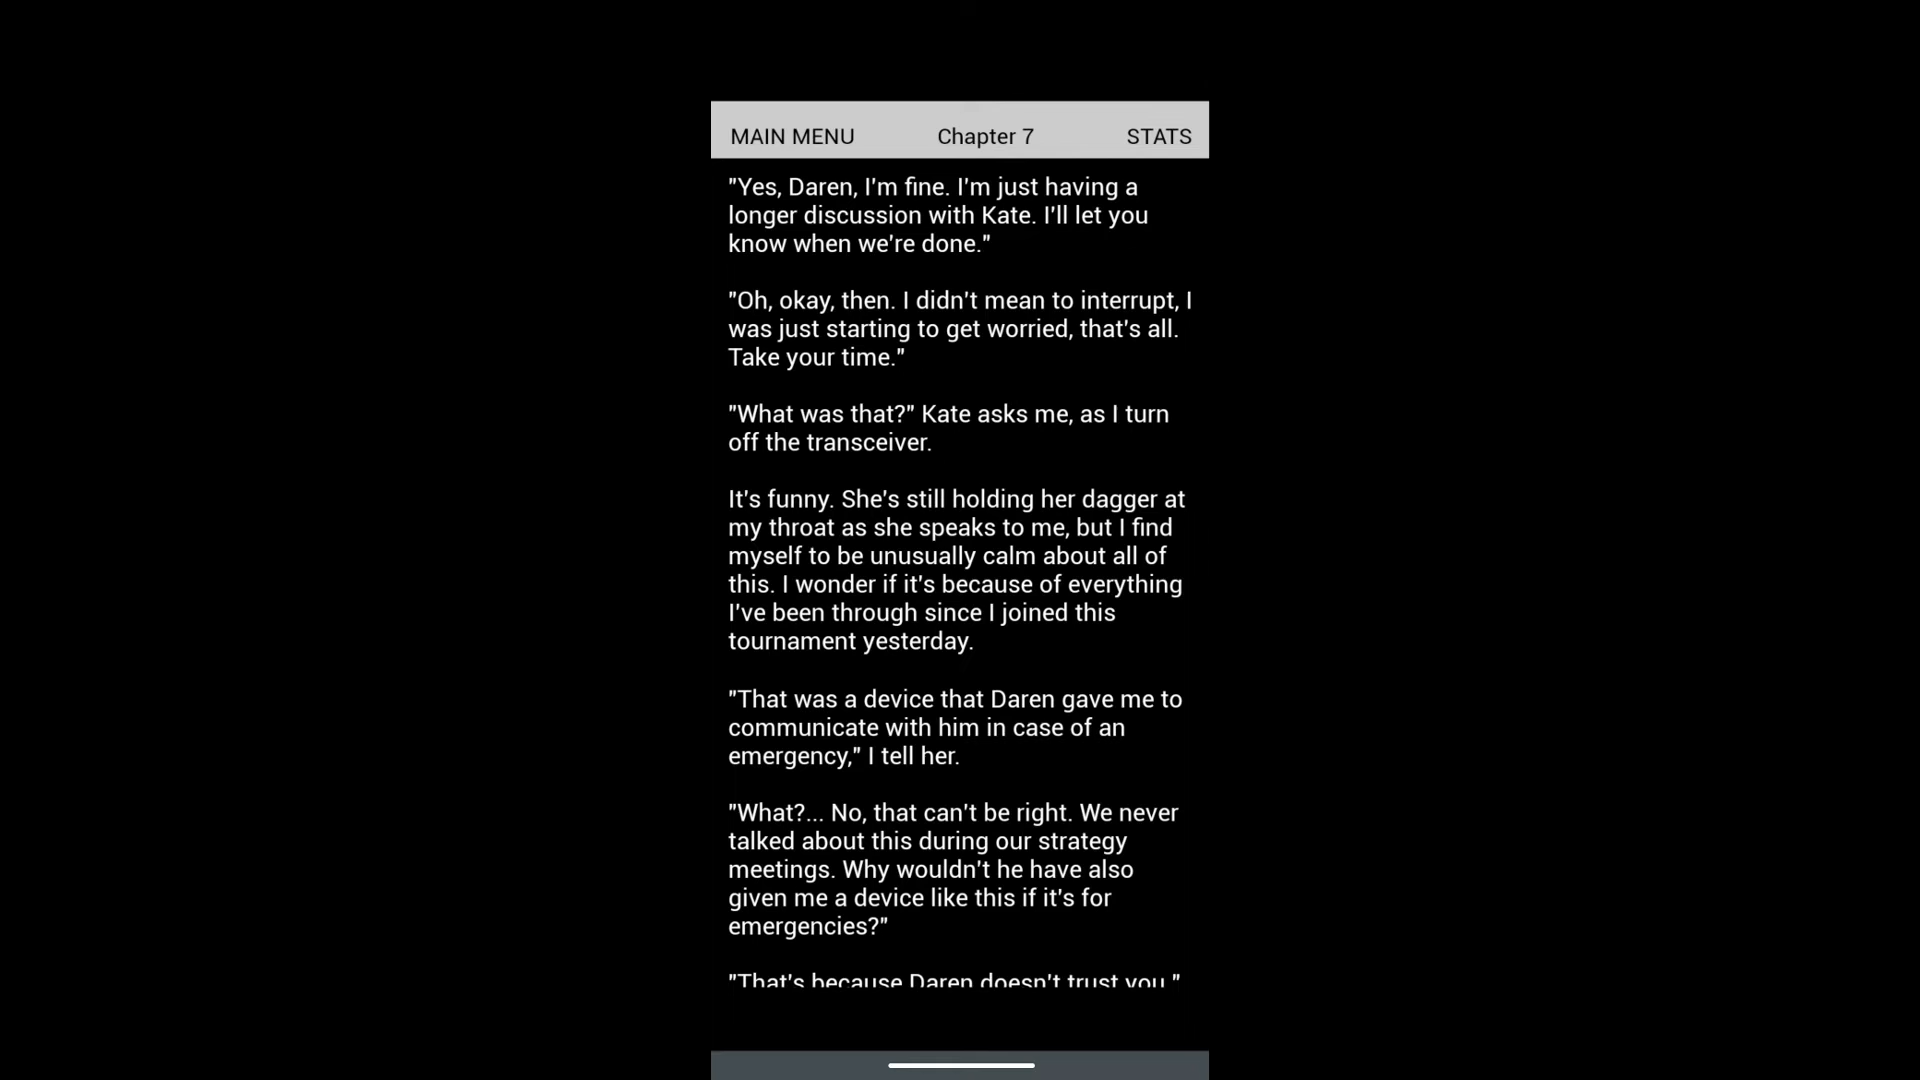 MAIN MENU Chapter 7 STATS
"Yes, Daren, I'm fine. I'm just having a
longer discussion with Kate. I'll let you
know when we're done."
"Oh, okay, then. I didn't mean to interrupt, I
was just starting to get worried, that's all.
Take your time."
"What was that?" Kate asks me, as I turn
off the transceiver.
It's funny. She's still holding her dagger at
my throat as she speaks to me, but I find
myself to be unusually calm about all of
this. I wonder if it's because of everything
I've been through since I joined this
tournament yesterday.
"That was a device that Daren gave me to
communicate with him in case of an
emergency," I tell her.
"What?... No, that can't be right. We never
talked about this during our strategy
meetings. Why wouldn't he have also
given me a device like this if it's for
emergencies?"
"That's because Daren doesn't trust you."